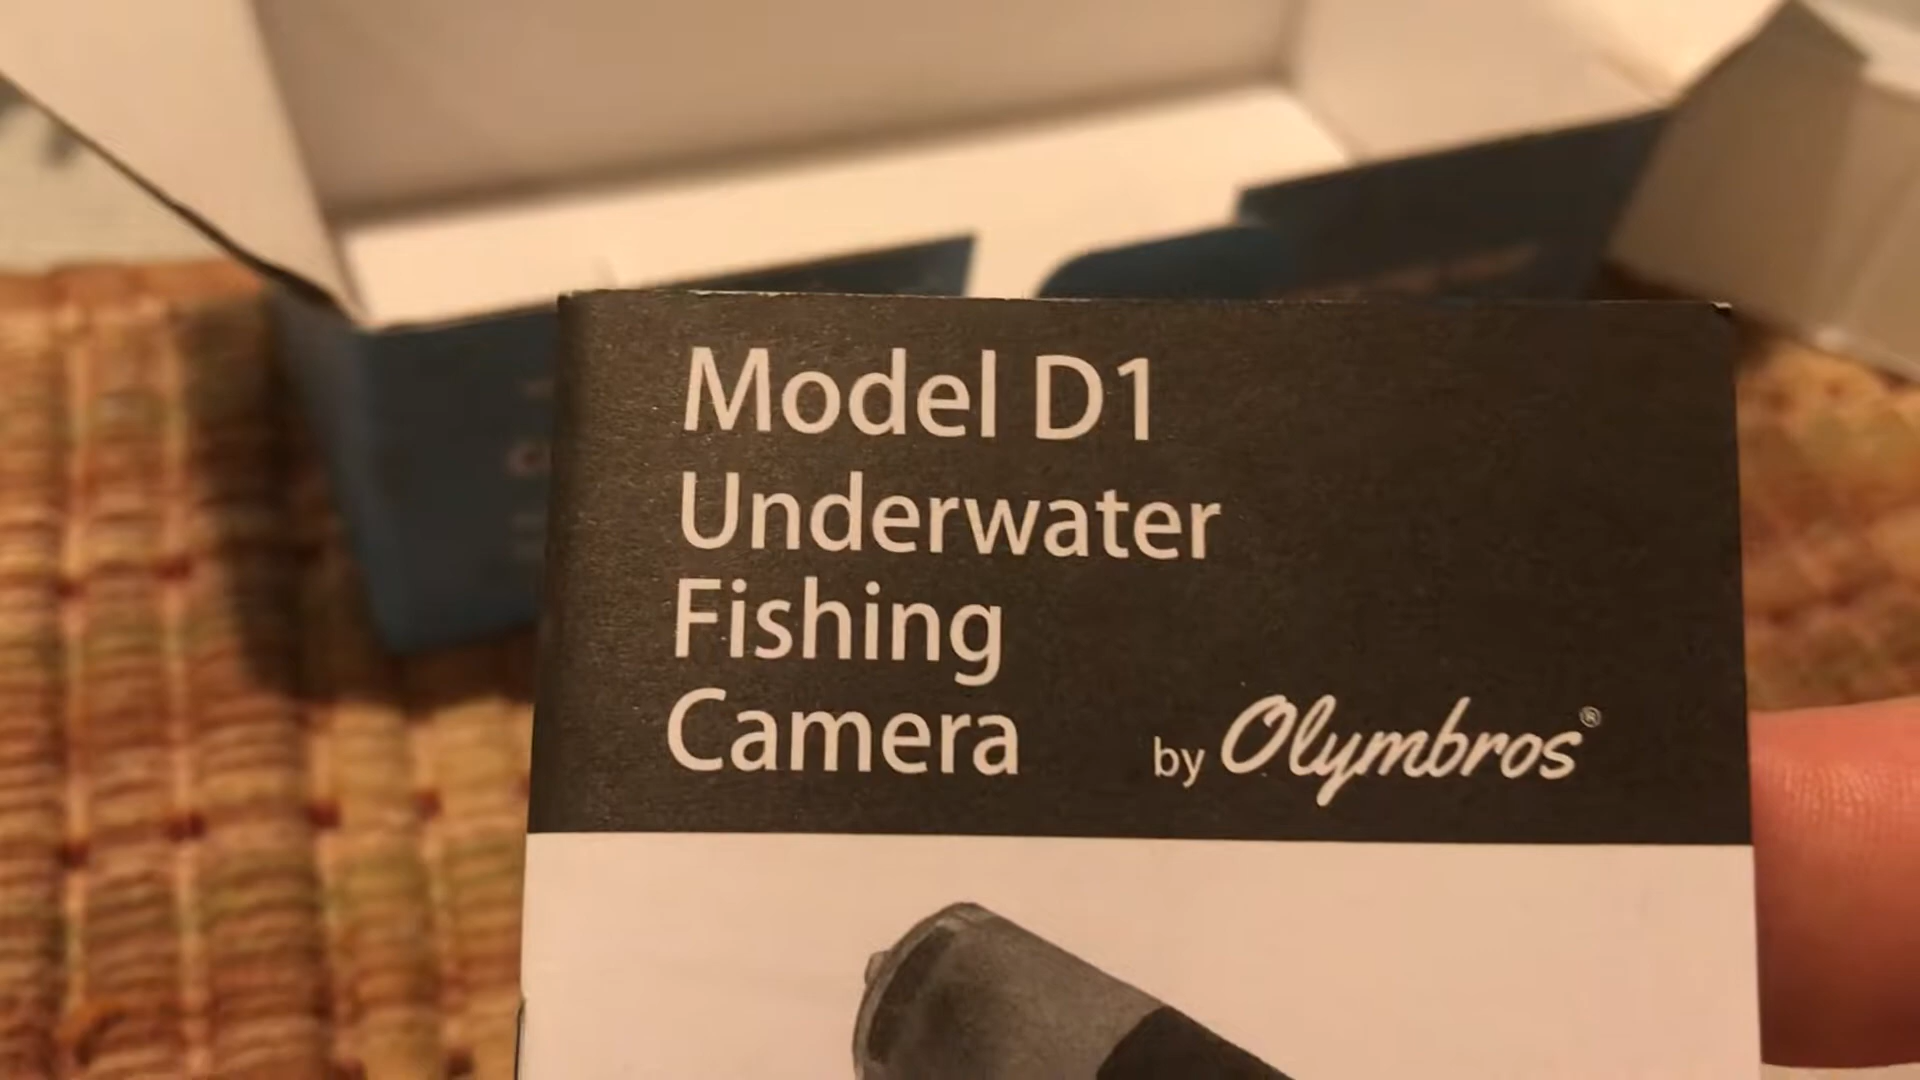 Model D1
Underwater
Fishing
Camera
by Olymbros®